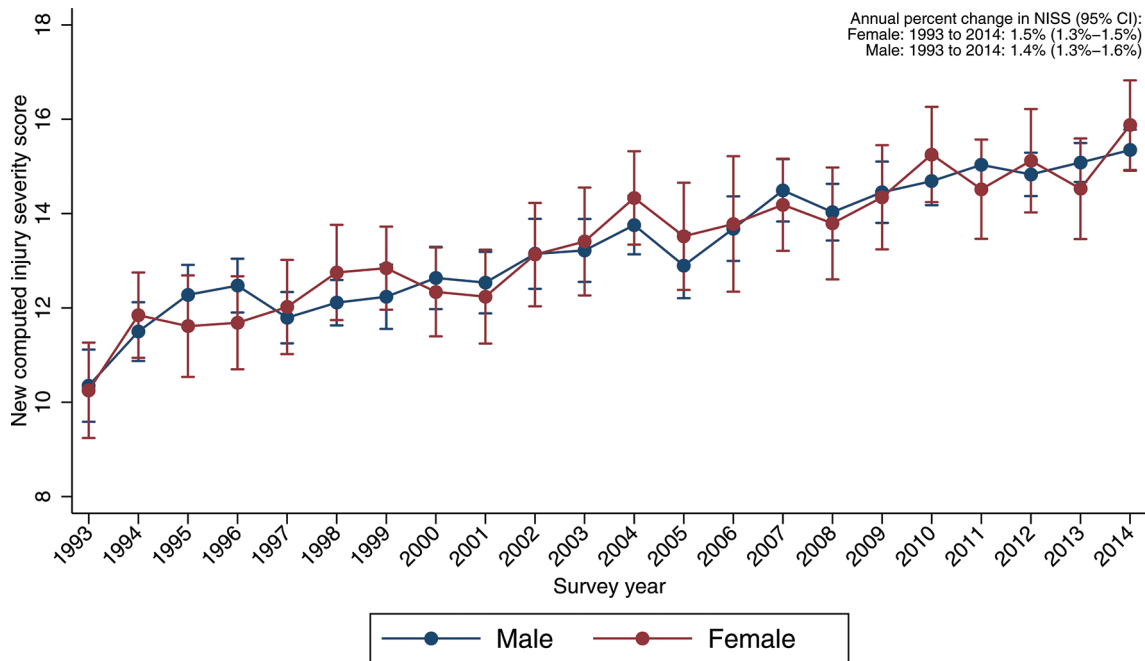 Annual percent change in NISS (95% CI):
Female: 1993 to 2014: 1.5% (1.3%–1.5%)
Male: 1993 to 2014: 1.4% (1.3%–1.6%)
New computed injury severity score
18
16
14
12
10
8
1993 1994 1995 1996 1997 1998 1999 2000 2001 2002 2003 2004 2005 2006 2007 2008 2009 2010 2011 2012 2013 2014
Survey year
Male Female